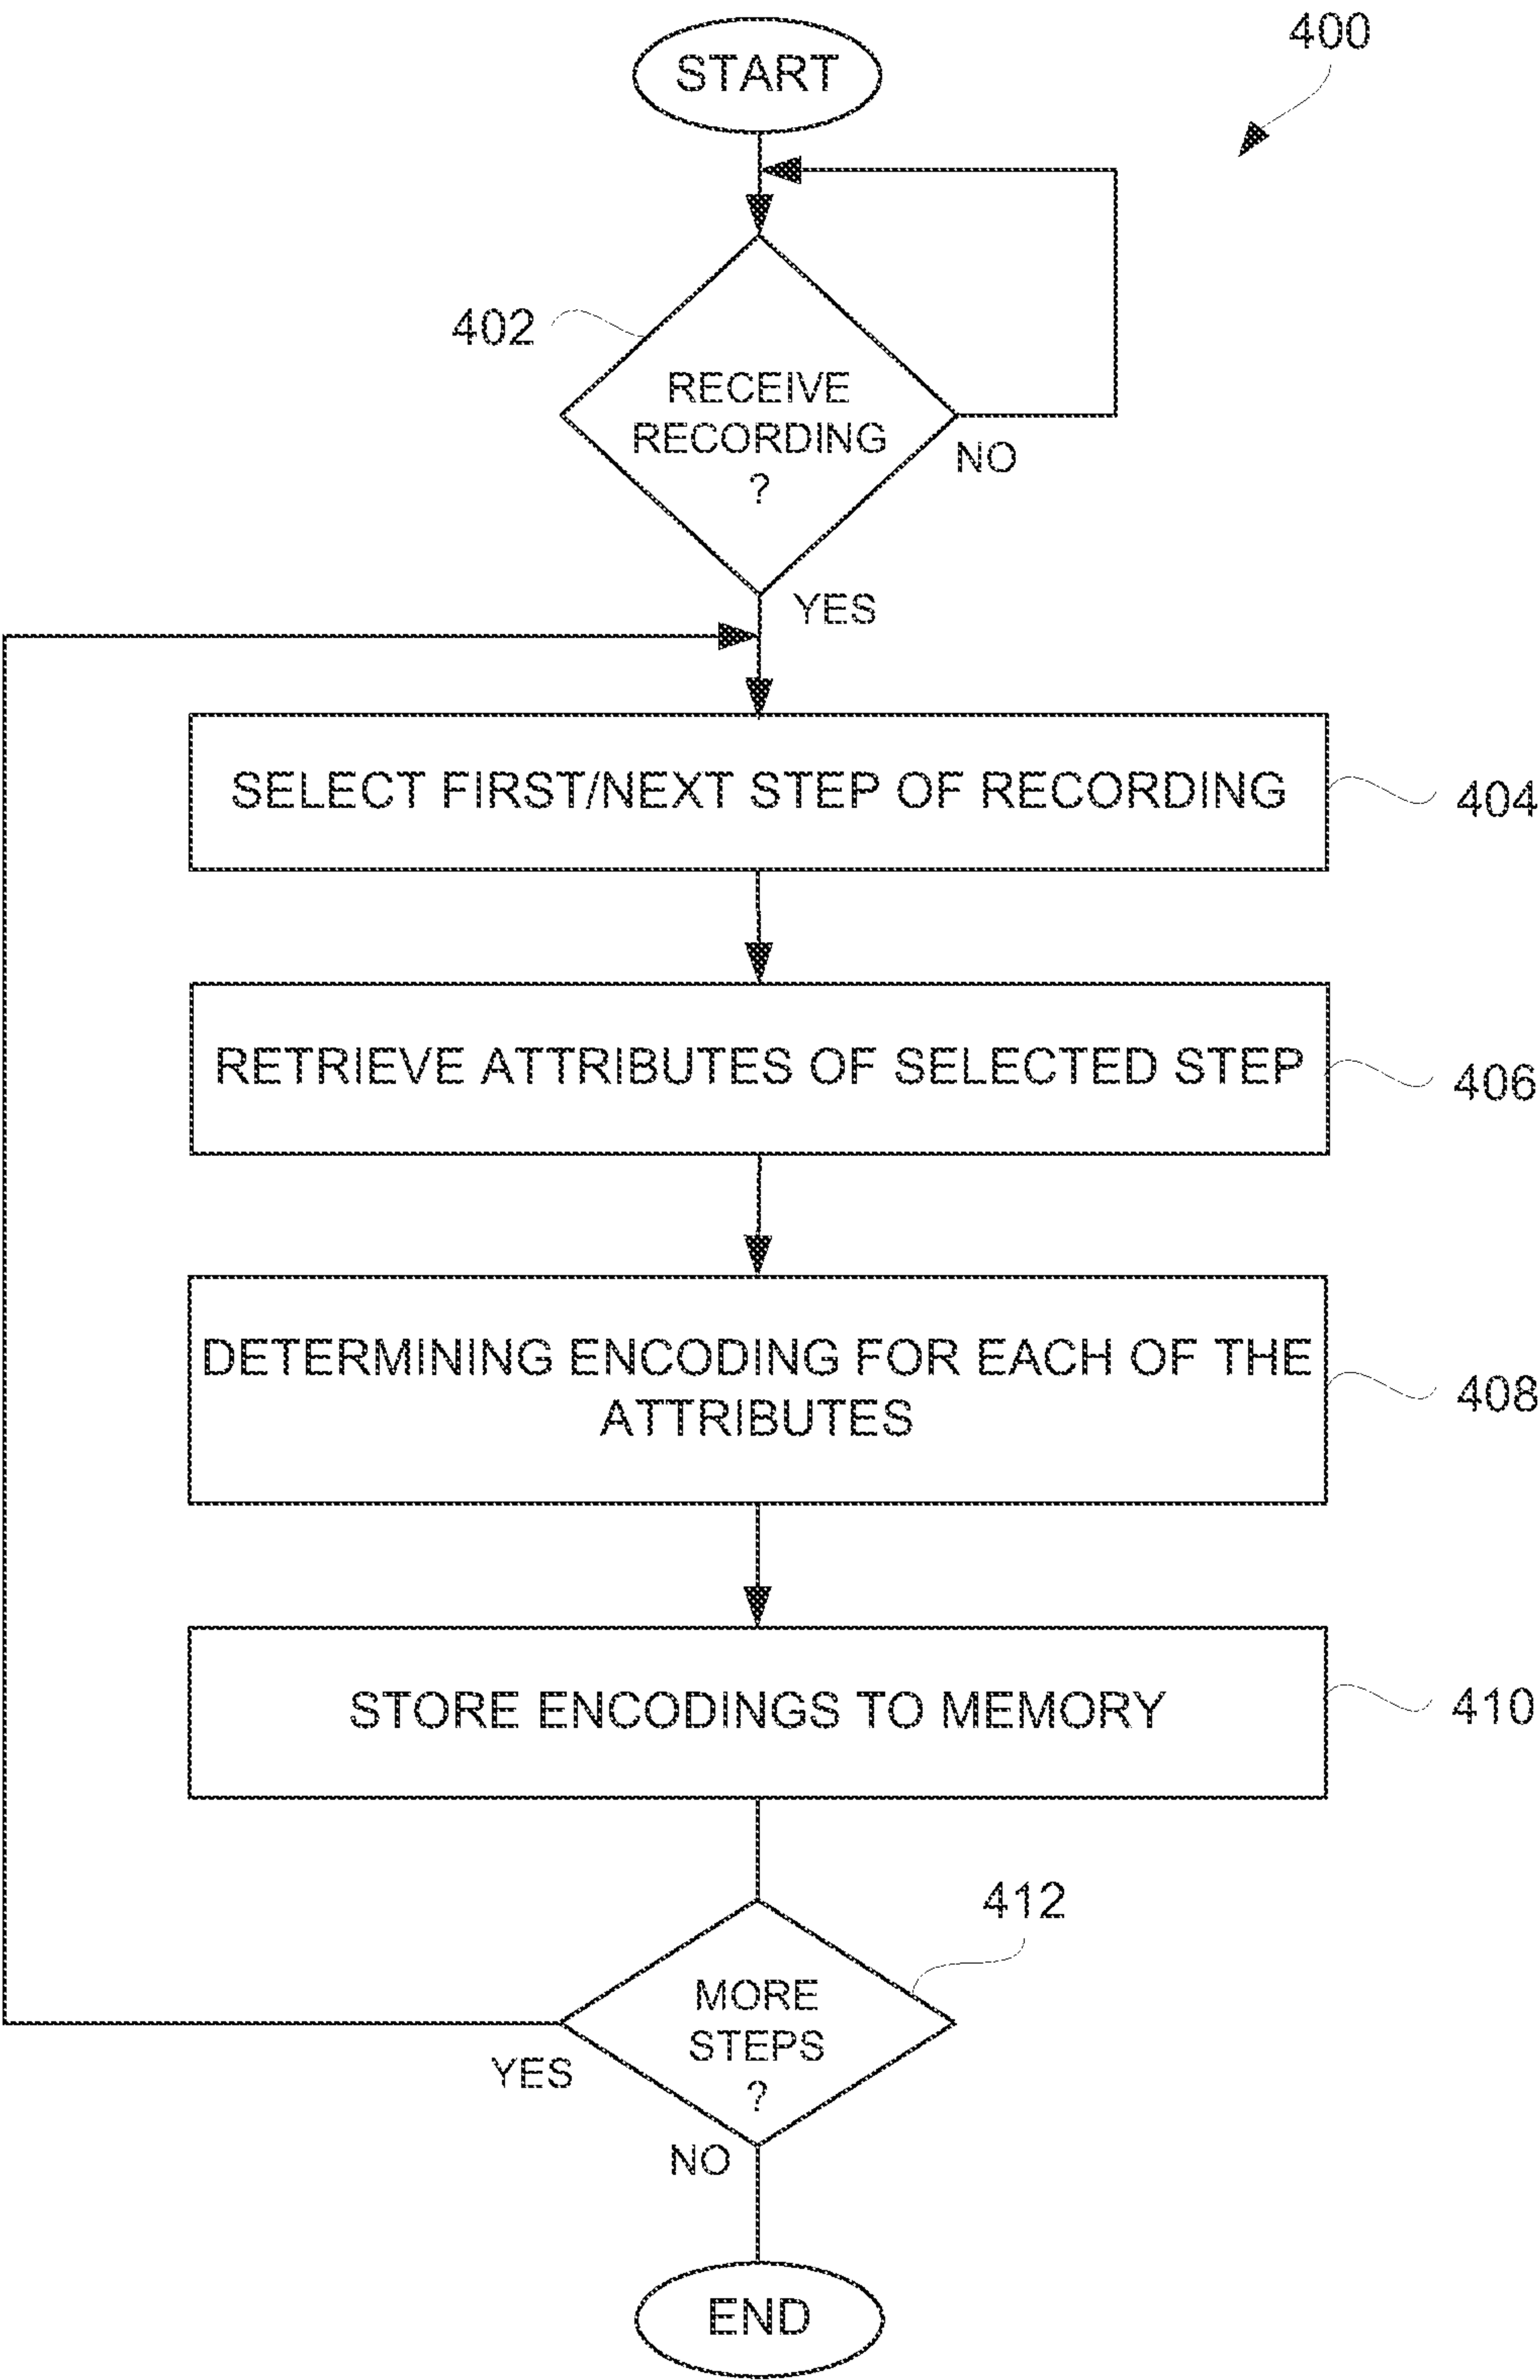 400
START
402
RECEIVE
RECORDING
?
NO
YES
SELECT FIRST/NEXT STEP OF RECORDING
404
RETRIEVE ATTRIBUTES OF SELECTED STEP
406
DETERMINING ENCODING FOR EACH OF THE
ATTRIBUTES
408
STORE ENCODINGS TO MEMORY
410
412
MORE
STEPS
?
YES
NO
END